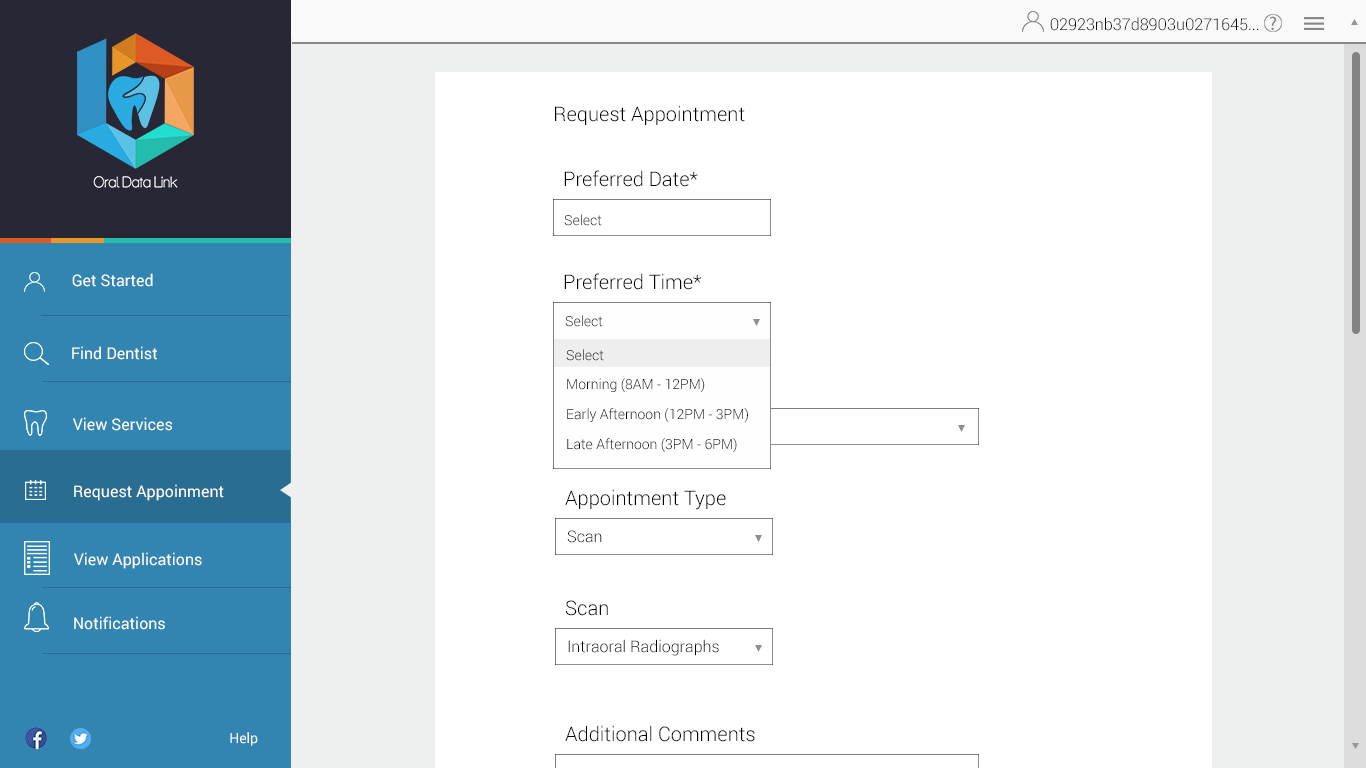 Oral Data Link
Get Started
Find Dentist
View Services
Request Appoinment
View Applications
Notifications
Help
02923nb37d8903u0271645...
?
Request Appointment
Preferred Date*
Select
Preferred Time*
Select
Select
Morning (8AM - 12PM)
Early Afternoon (12PM - 3PM)
Late Afternoon (3PM - 6PM)
Appointment Type
Scan
Scan
Intraoral Radiographs
Additional Comments